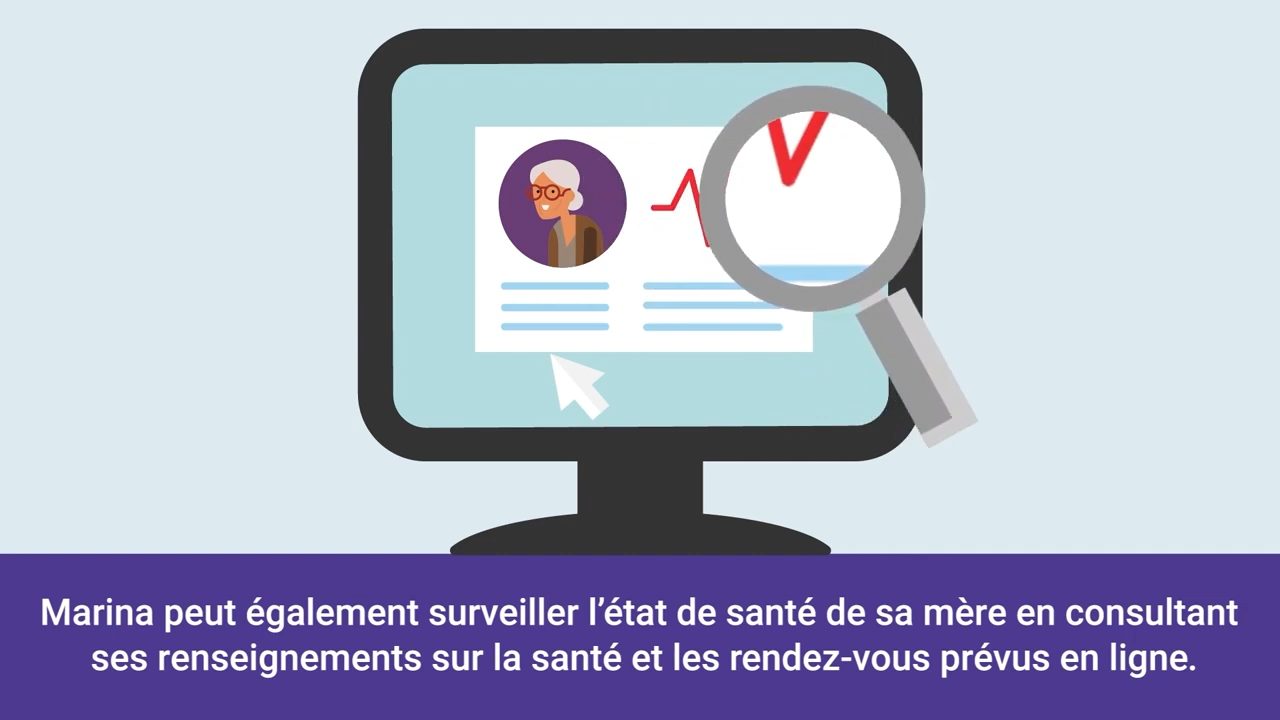 Marina peut également surveiller l’état de santé de sa mère en consultant
ses renseignements sur la santé et les rendez-vous prévus en ligne.